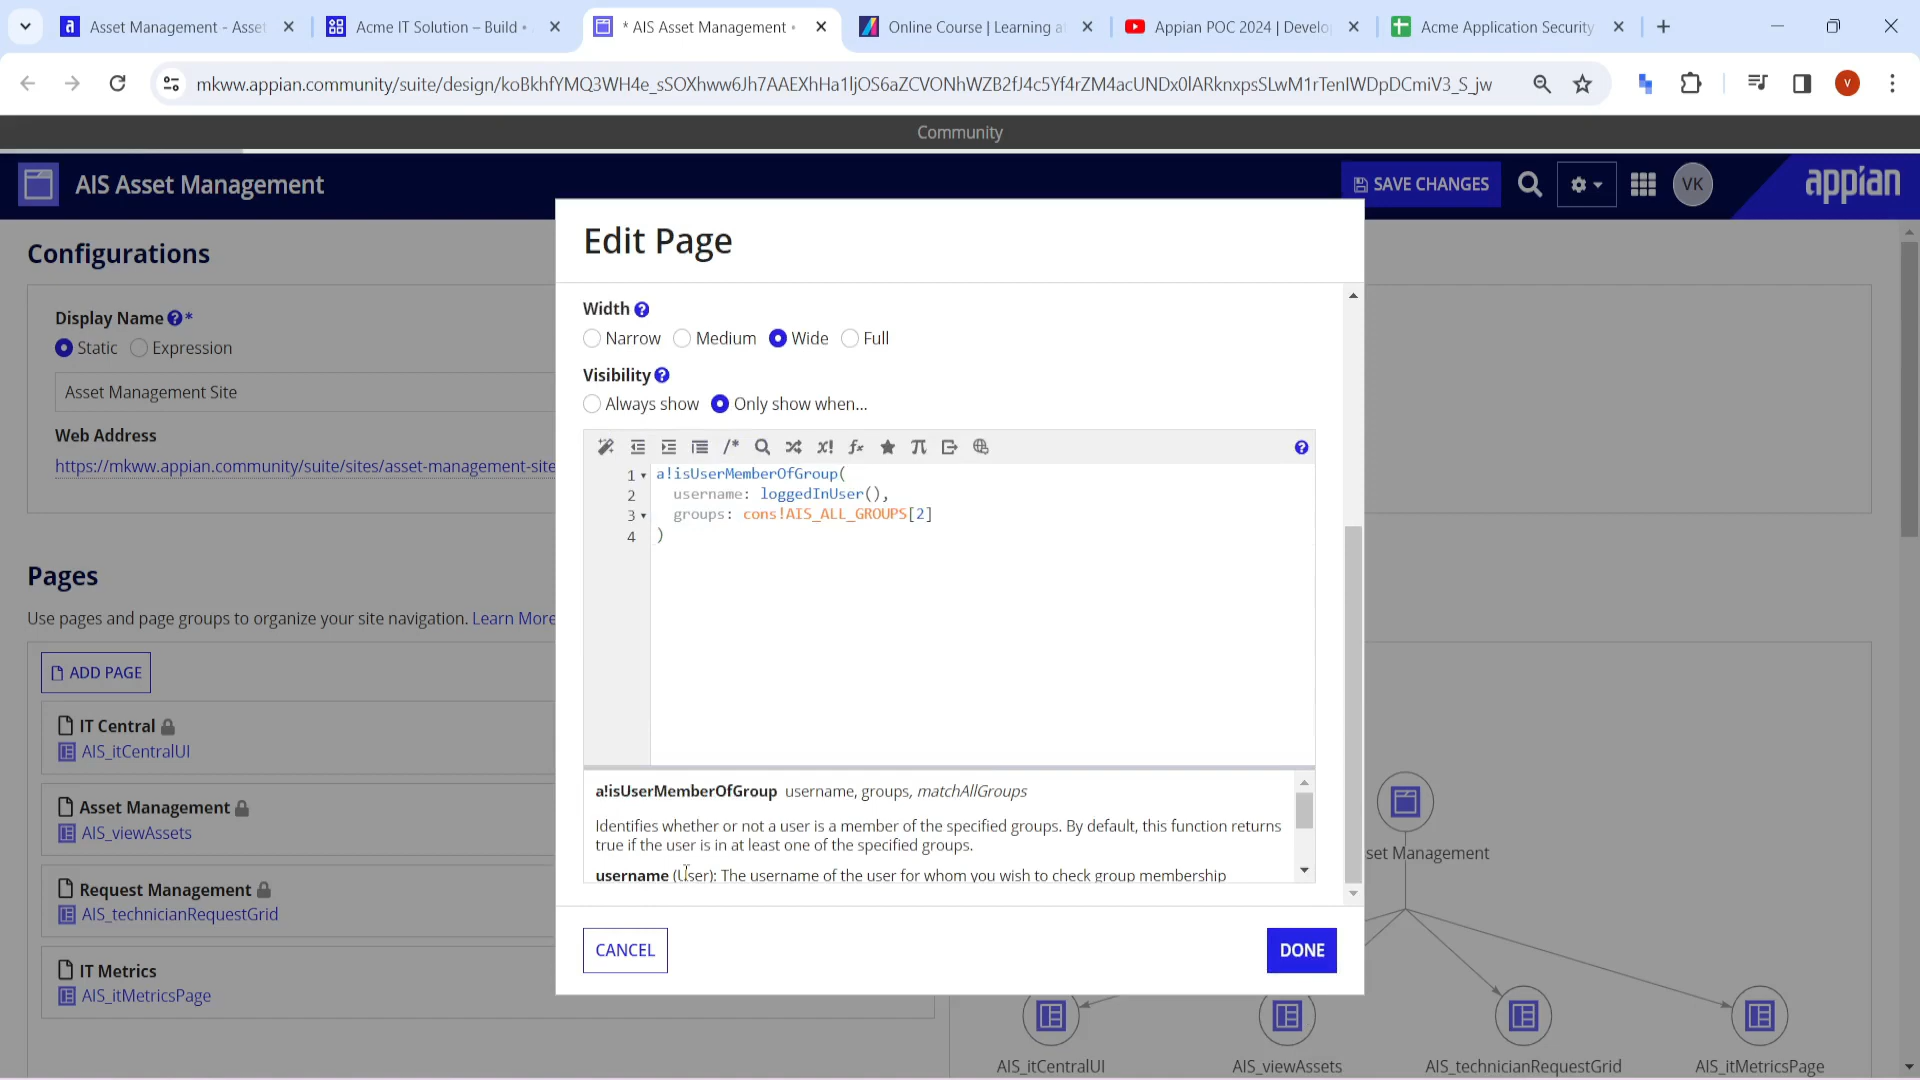 Asset Management - Asset
Acme IT Solution – Build •
* AIS Asset Management •
Online Course | Learning a
Appian POC 2024 | Develo
Acme Application Security
mkww.appian.community/suite/design/koBkhfYMQ3WH4e_sSOXhww6Jh7AAEXhHa1ljOS6aZCVONhWZB2fJ4c5Yf4rZM4acUNDx0lARknxpsSLwM1rTenIWDpDCmiV3_S_jw
V
Community
AIS Asset Management
SAVE CHANGES
VK
appian
Configurations
Display Name ? *
Static
Expression
Asset Management Site
Web Address
https://mkww.appian.community/suite/sites/asset-management-site
Pages
Use pages and page groups to organize your site navigation. Learn More
ADD PAGE
IT Central
AIS_itCentralUI
Asset Management
AIS_viewAssets
Request Management
AIS_technicianRequestGrid
IT Metrics
AIS_itMetricsPage
Edit Page
Width ?
Narrow
Medium
Wide
Full
Visibility ?
Always show
Only show when...
1 a!isUserMemberOfGroup(
2 username: loggedInUser(),
3 groups: cons!AIS_ALL_GROUPS[2]
4 )
a!isUserMemberOfGroup username, groups, matchAllGroups
Identifies whether or not a user is a member of the specified groups. By default, this function returns
true if the user is in at least one of the specified groups.
username (User): The username of the user for whom you wish to check group membership
CANCEL
DONE
set Management
AIS_itCentralUI
AIS_viewAssets
AIS_technicianRequestGrid
AIS_itMetricsPage